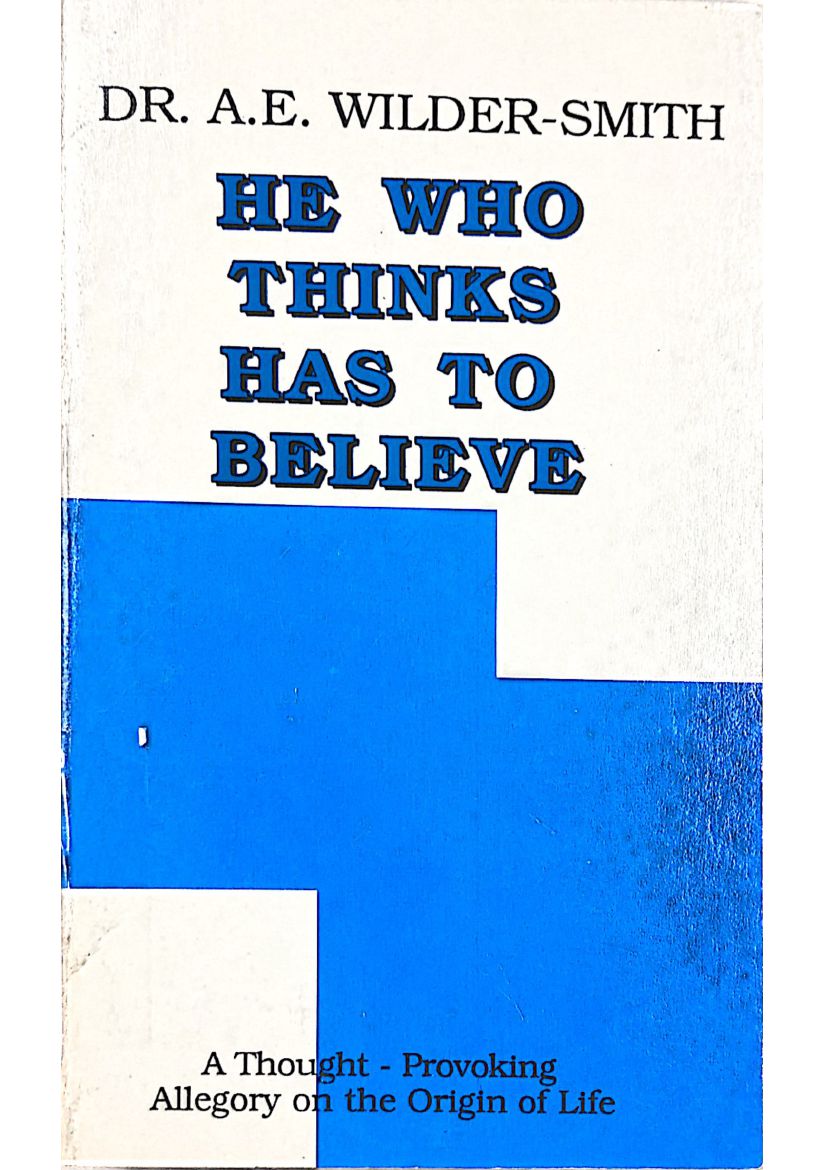 DR. A.E. WILDER-SMITH
HE WHO
THINKS
HAS TO
BELIEVE
A Thought - Provoking
Allegory on the Origin of Life